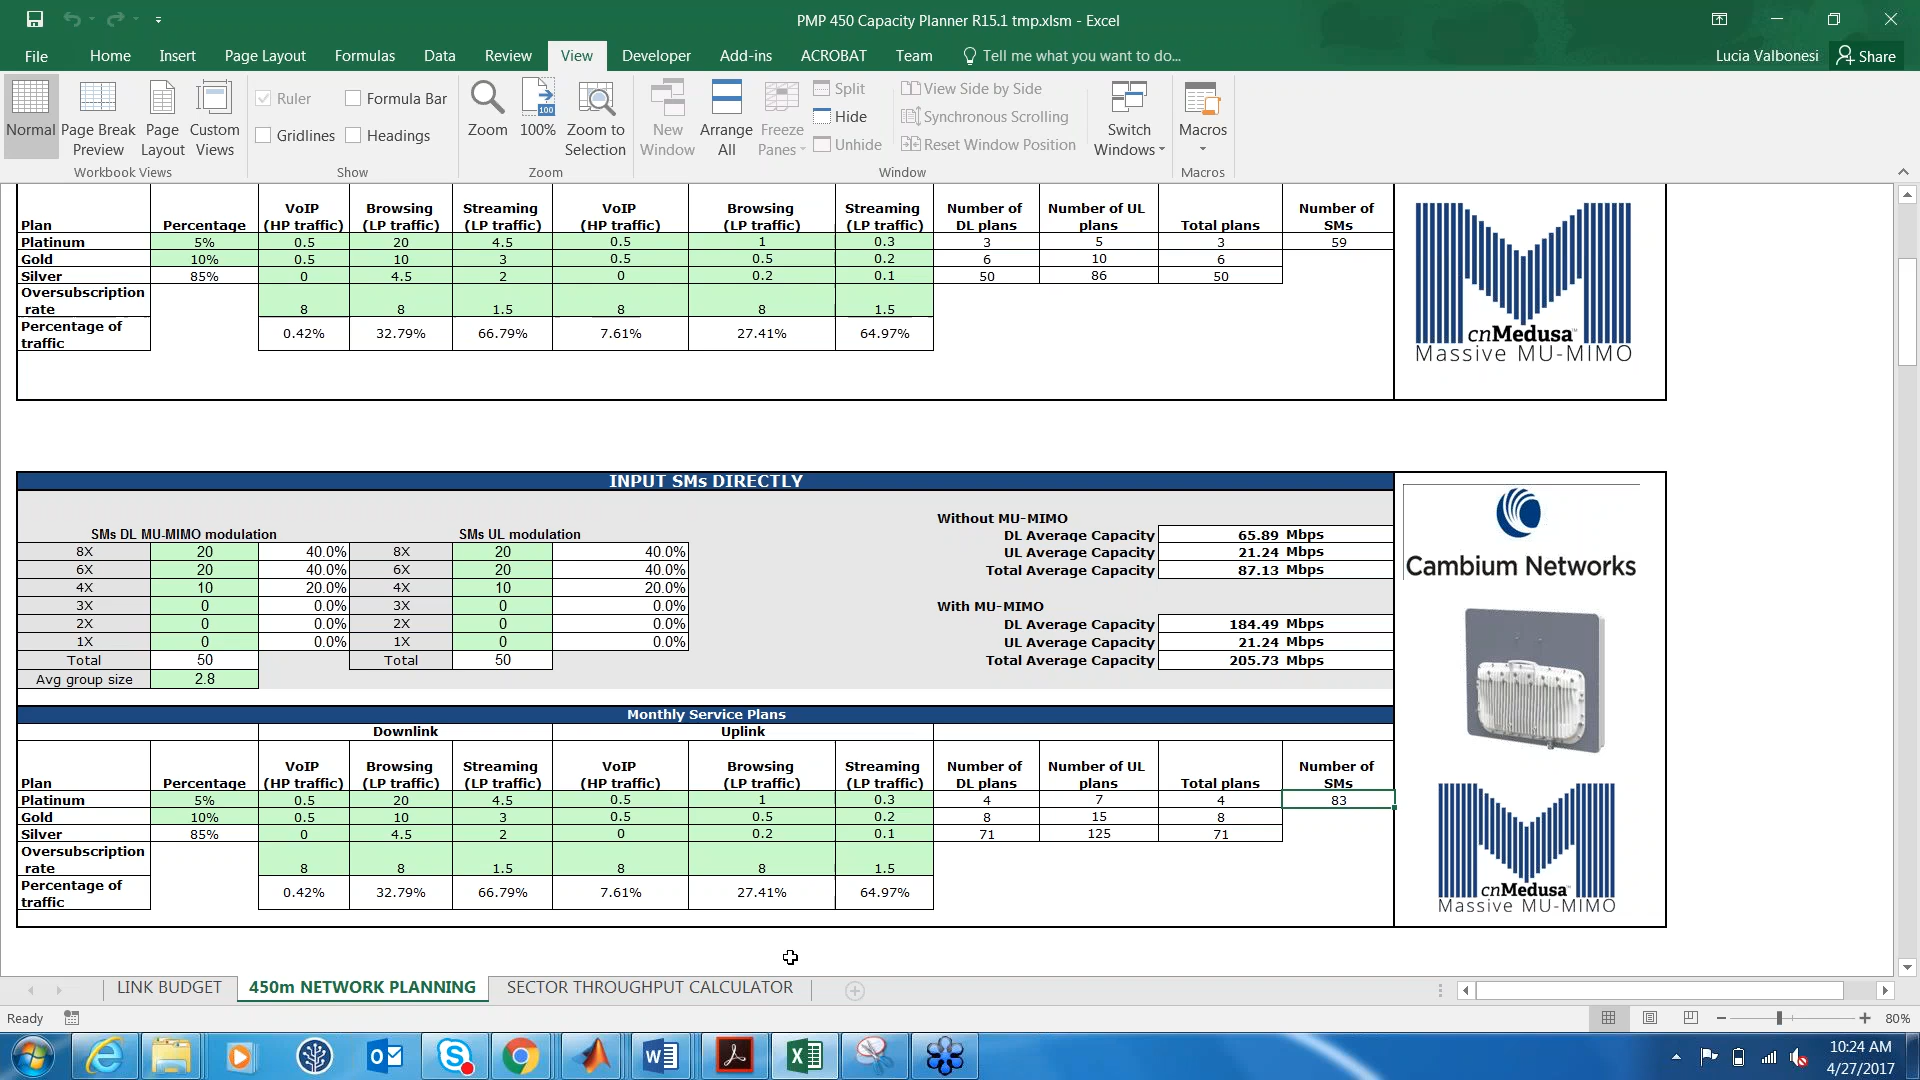 PMP 450 Capacity Planner R15.1 tmp.xlsm - Excel
File Home Insert Page Layout Formulas Data Review View Developer Add-ins ACROBAT Team Tell me what you want to do... Lucia Valbonesi Share
Normal Page Break Preview Page Layout Custom Views
Workbook Views
Ruler Formula Bar
Gridlines Headings
Show
Zoom 100% Zoom to Selection
Zoom
New Window Arrange All Freeze Panes
Split View Side by Side
Hide Synchronous Scrolling
Unhide Reset Window Position
Switch Windows
Window
Macros
Macros
Plan Percentage VoIP (HP traffic) Browsing (LP traffic) Streaming (LP traffic) VoIP (HP traffic) Browsing (LP traffic) Streaming (LP traffic) Number of DL plans Number of UL plans Total plans Number of SMs
Platinum 5% 0.5 20 4.5 0.5 1 0.3 3 5 3 59
Gold 10% 0.5 10 3 0.5 0.5 0.2 6 10 6
Silver 85% 0 4.5 2 0 0.2 0.1 50 86 50
Oversubscription rate 8 8 1.5 8 8 1.5
Percentage of traffic 0.42% 32.79% 66.79% 7.61% 27.41% 64.97%
cnMedusa™
Massive MU-MIMO
INPUT SMs DIRECTLY
SMs DL MU-MIMO modulation SMs UL modulation
8X 20 40.0% 8X 20 40.0%
6X 20 40.0% 6X 20 40.0%
4X 10 20.0% 4X 10 20.0%
3X 0 0.0% 3X 0 0.0%
2X 0 0.0% 2X 0 0.0%
1X 0 0.0% 1X 0 0.0%
Total 50 Total 50
Avg group size 2.8
Without MU-MIMO
DL Average Capacity 65.89 Mbps
UL Average Capacity 21.24 Mbps
Total Average Capacity 87.13 Mbps
With MU-MIMO
DL Average Capacity 184.49 Mbps
UL Average Capacity 21.24 Mbps
Total Average Capacity 205.73 Mbps
Cambium Networks
Monthly Service Plans
Downlink Uplink
Plan Percentage VoIP (HP traffic) Browsing (LP traffic) Streaming (LP traffic) VoIP (HP traffic) Browsing (LP traffic) Streaming (LP traffic) Number of DL plans Number of UL plans Total plans Number of SMs
Platinum 5% 0.5 20 4.5 0.5 1 0.3 4 7 4 83
Gold 10% 0.5 10 3 0.5 0.5 0.2 8 15 8
Silver 85% 0 4.5 2 0 0.2 0.1 71 125 71
Oversubscription rate 8 8 1.5 8 8 1.5
Percentage of traffic 0.42% 32.79% 66.79% 7.61% 27.41% 64.97%
cnMedusa™
Massive MU-MIMO
LINK BUDGET 450m NETWORK PLANNING SECTOR THROUGHPUT CALCULATOR
Ready 80%
10:24 AM
4/27/2017